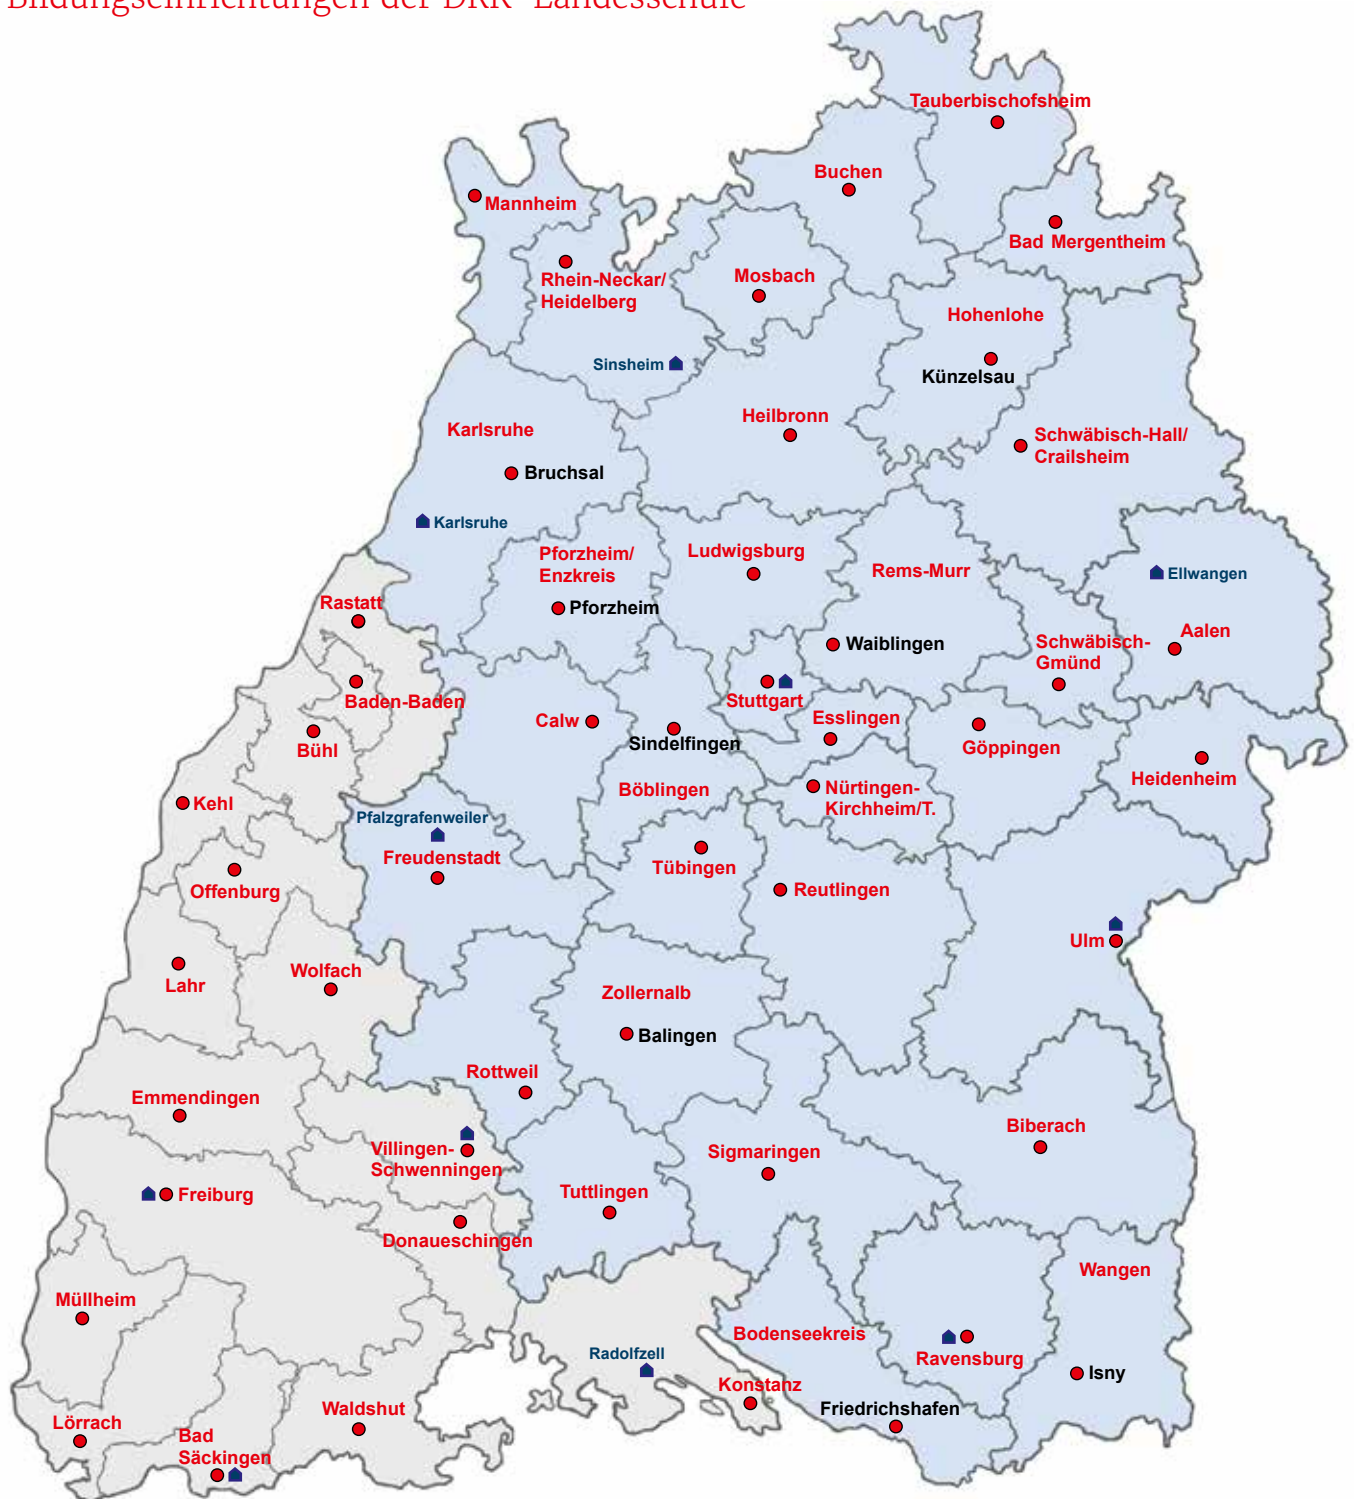 Bildungseinrichtungen der DRK-Landesschule
Tauberbischofsheim
Buchen
Mannheim
Bad Mergentheim
Rhein-Neckar/
Heidelberg
Mosbach
Hohenlohe
Sinsheim
Künzelsau
Heilbronn
Karlsruhe
Schwäbisch-Hall/
Crailsheim
Bruchsal
Karlsruhe
Pforzheim/
Enzkreis
Ludwigsburg
Rems-Murr
Ellwangen
Rastatt
Pforzheim
Waiblingen
Schwäbisch-
Gmünd
Aalen
Baden-Baden
Stuttgart
Calw
Esslingen
Bühl
Sindelfingen
Göppingen
Heidenheim
Böblingen
Nürtingen-
Kirchheim/T.
Kehl
Pfalzgrafenweiler
Freudenstadt
Tübingen
Offenburg
Reutlingen
Ulm
Wolfach
Lahr
Zollernalb
Balingen
Rottweil
Emmendingen
Biberach
Villingen-
Schwenningen
Sigmaringen
Freiburg
Tuttlingen
Donaueschingen
Wangen
Müllheim
Bodenseekreis
Radolfzell
Ravensburg
Isny
Konstanz
Waldshut
Friedrichshafen
Lörrach
Bad
Säckingen